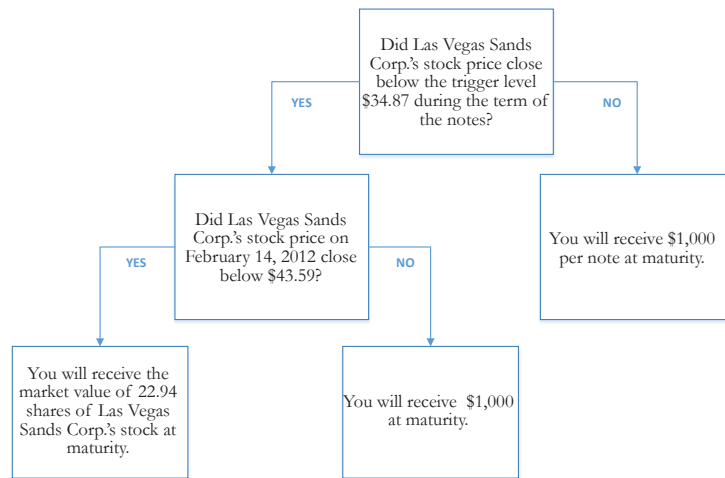 Did Las Vegas Sands
Corp.'s stock price close
below the trigger level
$34.87 during the term of
the notes?
YES
NO
Did Las Vegas Sands
Corp.'s stock price on
February 14, 2012 close
below $43.59?
You will receive $1,000
per note at maturity.
YES
NO
You will receive the
market value of 22.94
shares of Las Vegas
Sands Corp.'s stock at
maturity.
You will receive $1,000
at maturity.